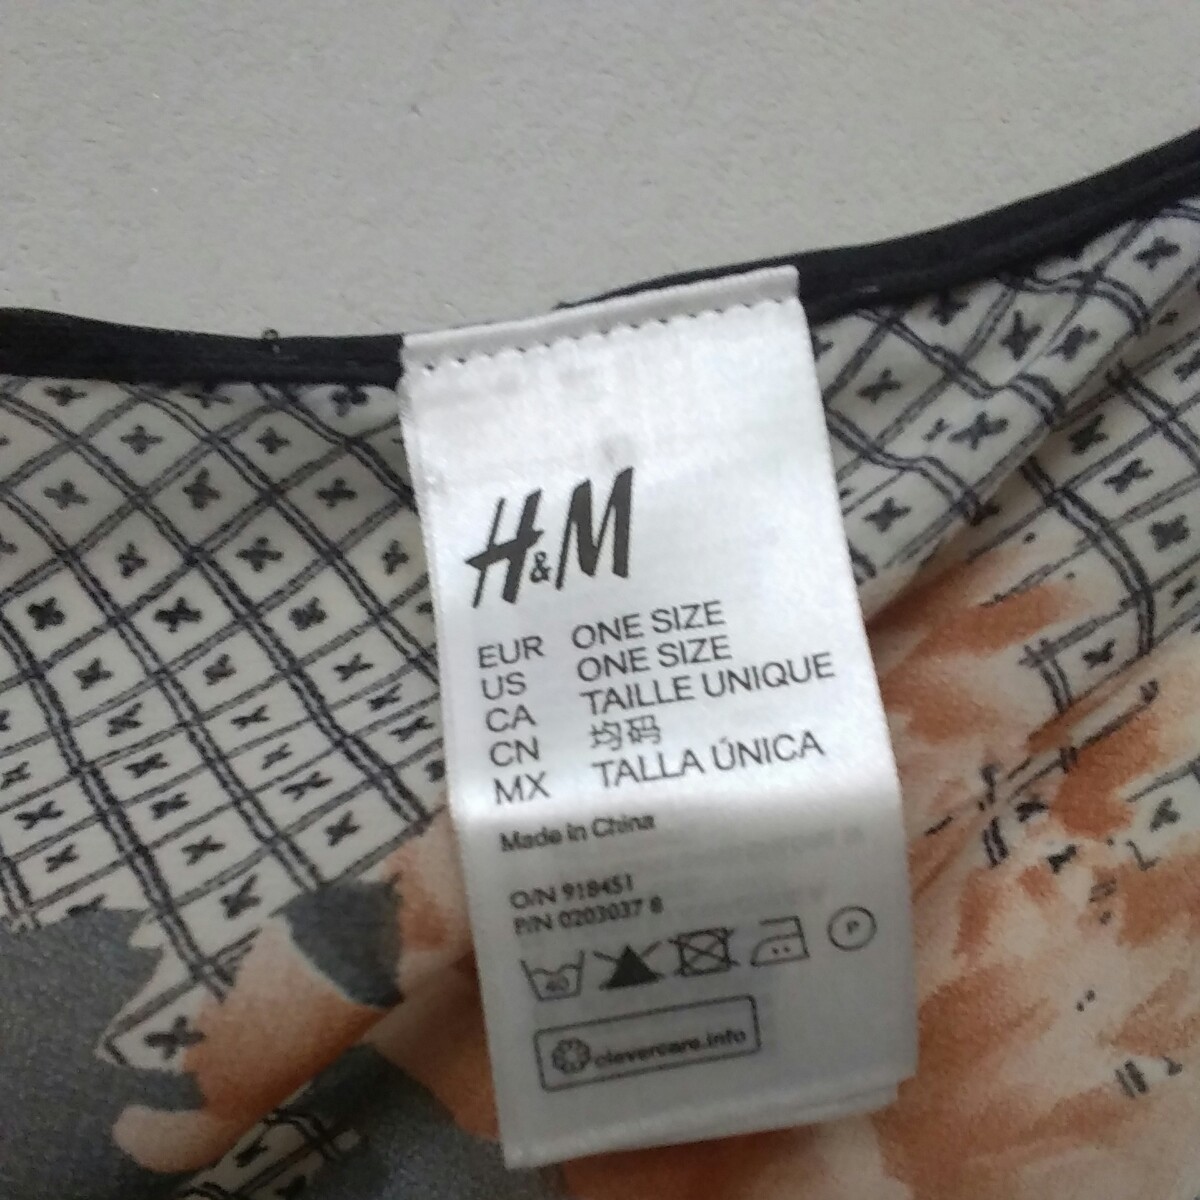 H&M
EUR ONE SIZE
US ONE SIZE
CA TAILLE UNIQUE
CN 均码
MX TALLA ÚNICA
Made in China
O/N 918451
P/N 0203037 8
40
P
clevercare.info